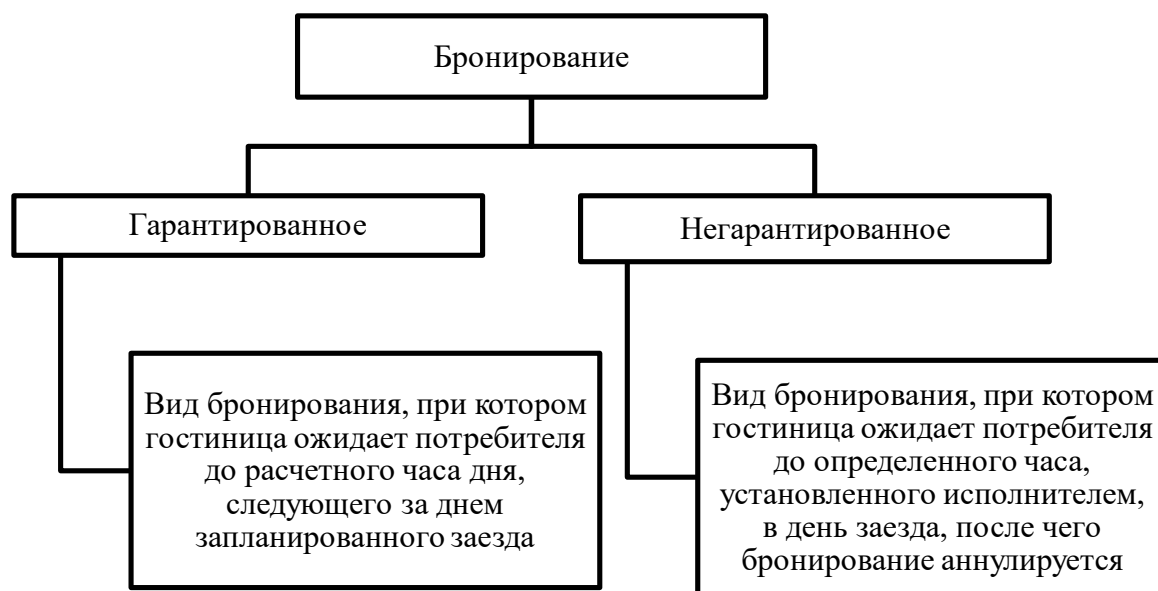 Бронирование
Гарантированное
Негарантированное
Вид бронирования, при котором
гостиница ожидает потребителя
до расчетного часа дня,
следующего за днем
запланированного заезда
Вид бронирования, при котором
гостиница ожидает потребителя
до определенного часа,
установленного исполнителем,
в день заезда, после чего
бронирование аннулируется